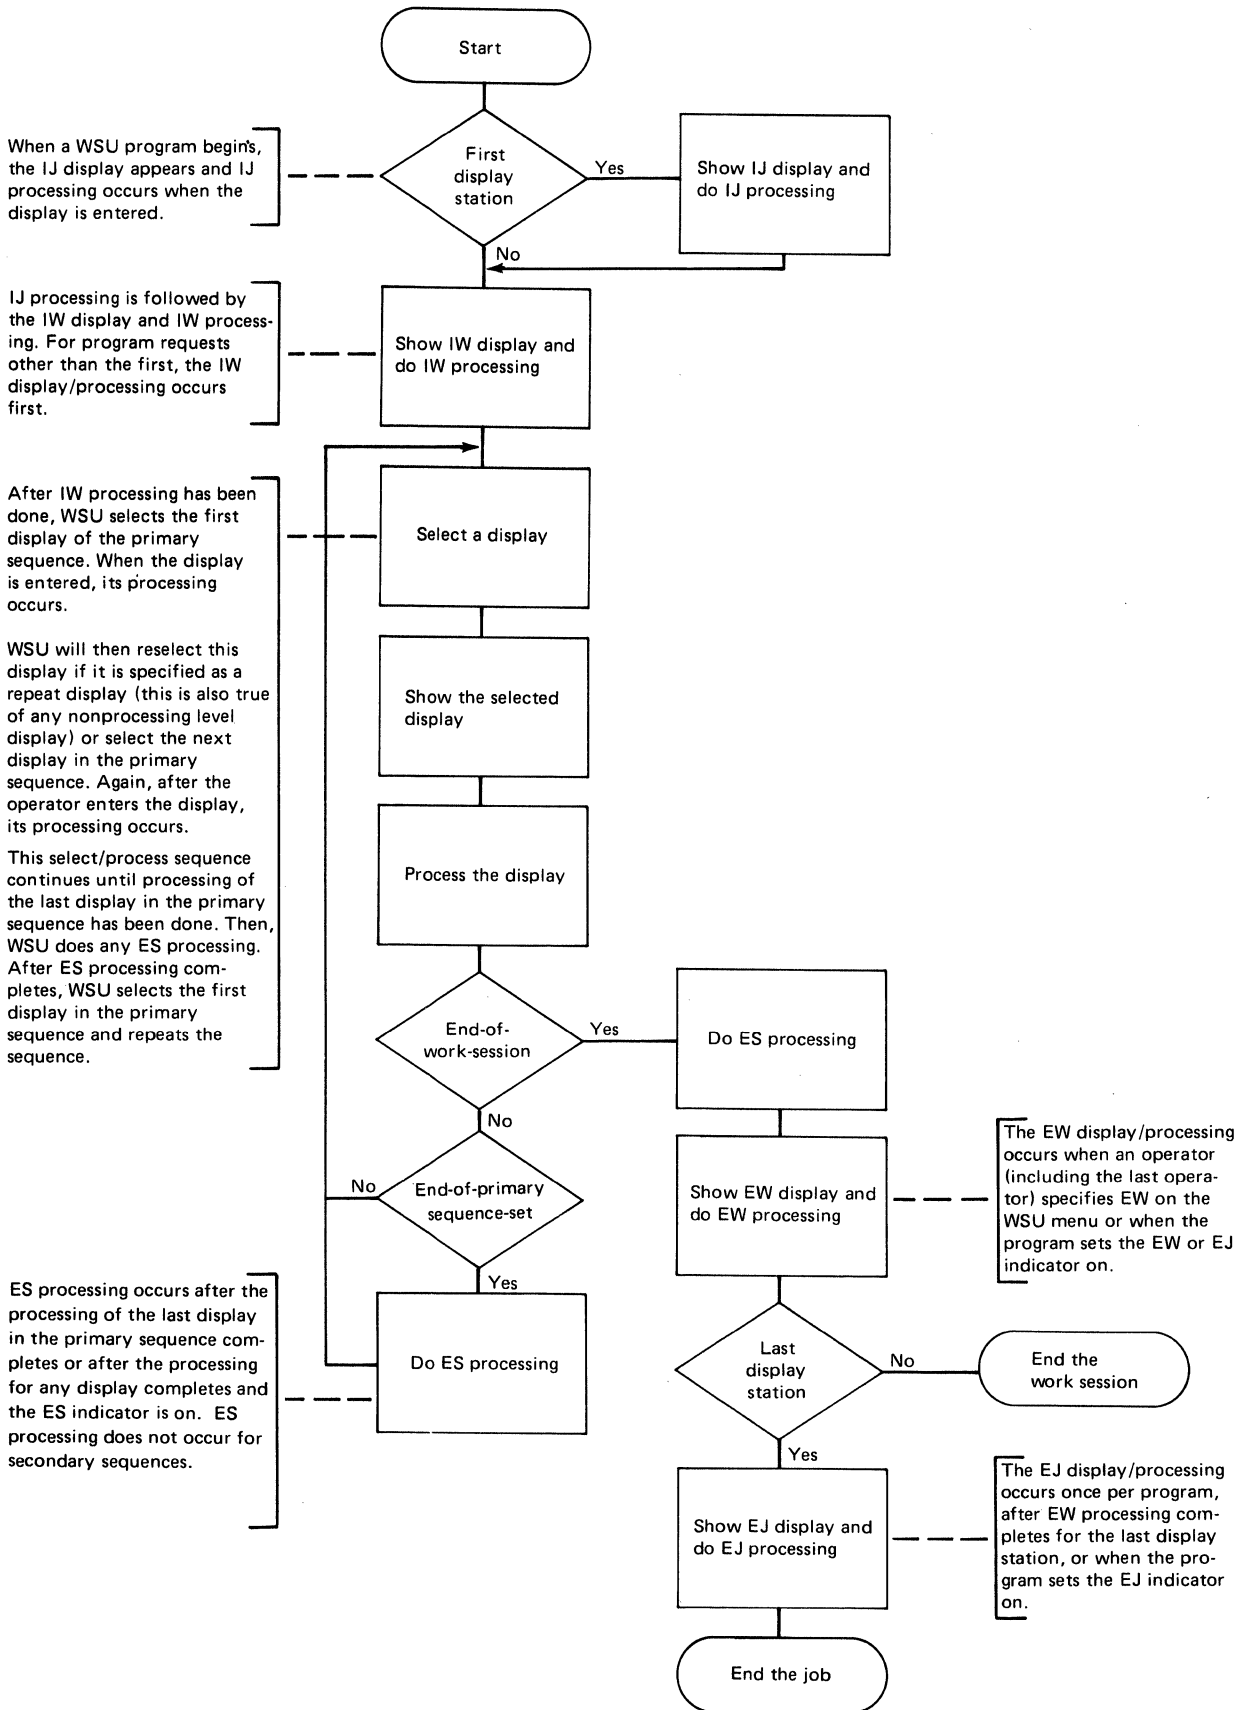 Start
When a WSU program begins,
the IJ display appears and IJ
processing occurs when the
display is entered.
First
display
station
Yes
Show IJ display and
do IJ processing
No
IJ processing is followed by
the IW display and IW process-
ing. For program requests
other than the first, the IW
display/processing occurs
first.
Show IW display and
do IW processing
After IW processing has been
done, WSU selects the first
display of the primary
sequence. When the display
is entered, its processing
occurs.
WSU will then reselect this
display if it is specified as a
repeat display (this is also true
of any nonprocessing level
display) or select the next
display in the primary
sequence. Again, after the
operator enters the display,
its processing occurs.
This select/process sequence
continues until processing of
the last display in the primary
sequence has been done. Then,
WSU does any ES processing.
After ES processing com-
pletes, WSU selects the first
display in the primary
sequence and repeats the
sequence.
Select a display
Show the selected
display
Process the display
End-of-
work-session
Yes
Do ES processing
No
End-of-primary
sequence-set
No
Yes
Show EW display and
do EW processing
The EW display/processing
occurs when an operator
(including the last opera-
tor) specifies EW on the
WSU menu or when the
program sets the EW or EJ
indicator on.
ES processing occurs after the
processing of the last display
in the primary sequence com-
pletes or after the processing
for any display completes and
the ES indicator is on. ES
processing does not occur for
secondary sequences.
Do ES processing
Last
display
station
No
End the
work session
Yes
Show EJ display and
do EJ processing
The EJ display/processing
occurs once per program,
after EW processing com-
pletes for the last display
station, or when the pro-
gram sets the EJ indicator
on.
End the job